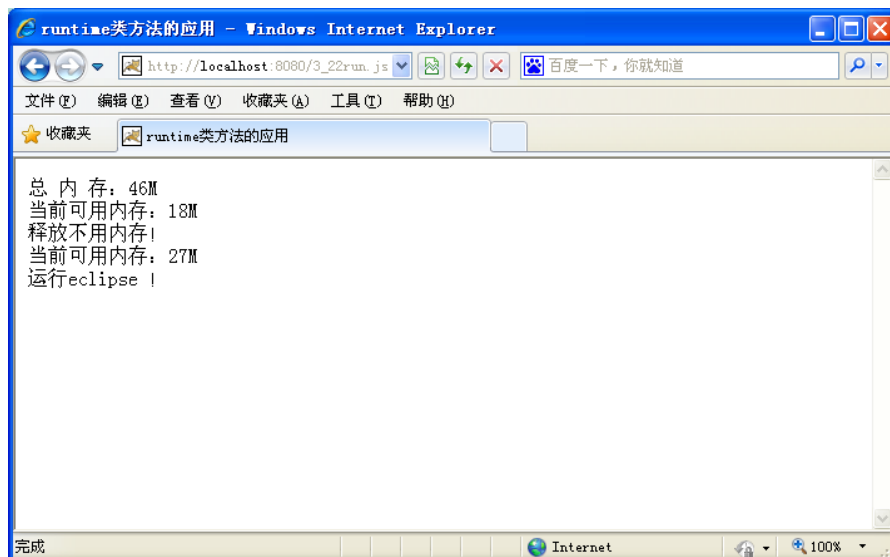 runtime类方法的应用 - Windows Internet Explorer
http://localhost:8080/3_22run.js
百度一下，你就知道
文件(F) 编辑(E) 查看(V) 收藏夹(A) 工具(T) 帮助(H)
收藏夹 runtime类方法的应用
总 内 存：46M
当前可用内存：18M
释放不用内存!
当前可用内存：27M
运行eclipse !
完成 Internet 100%